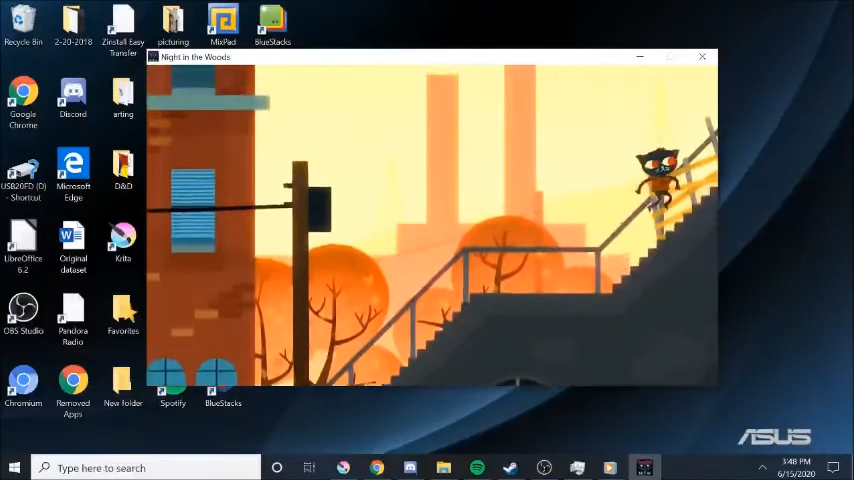 Recycle Bin
2-20-2018
Zinstall Easy
Transfer
picturing
MixPad
BlueStacks
Night in the Woods
Google
Chrome
Discord
arting
USB20FD (D)
- Shortcut
Microsoft
Edge
D&D
LibreOffice
6.2
Original
dataset
Krita
OBS Studio
Pandora
Radio
Favorites
Chromium
Removed
Apps
New folder
Spotify
BlueStacks
ASUS
Type here to search
3:48 PM
6/15/2020